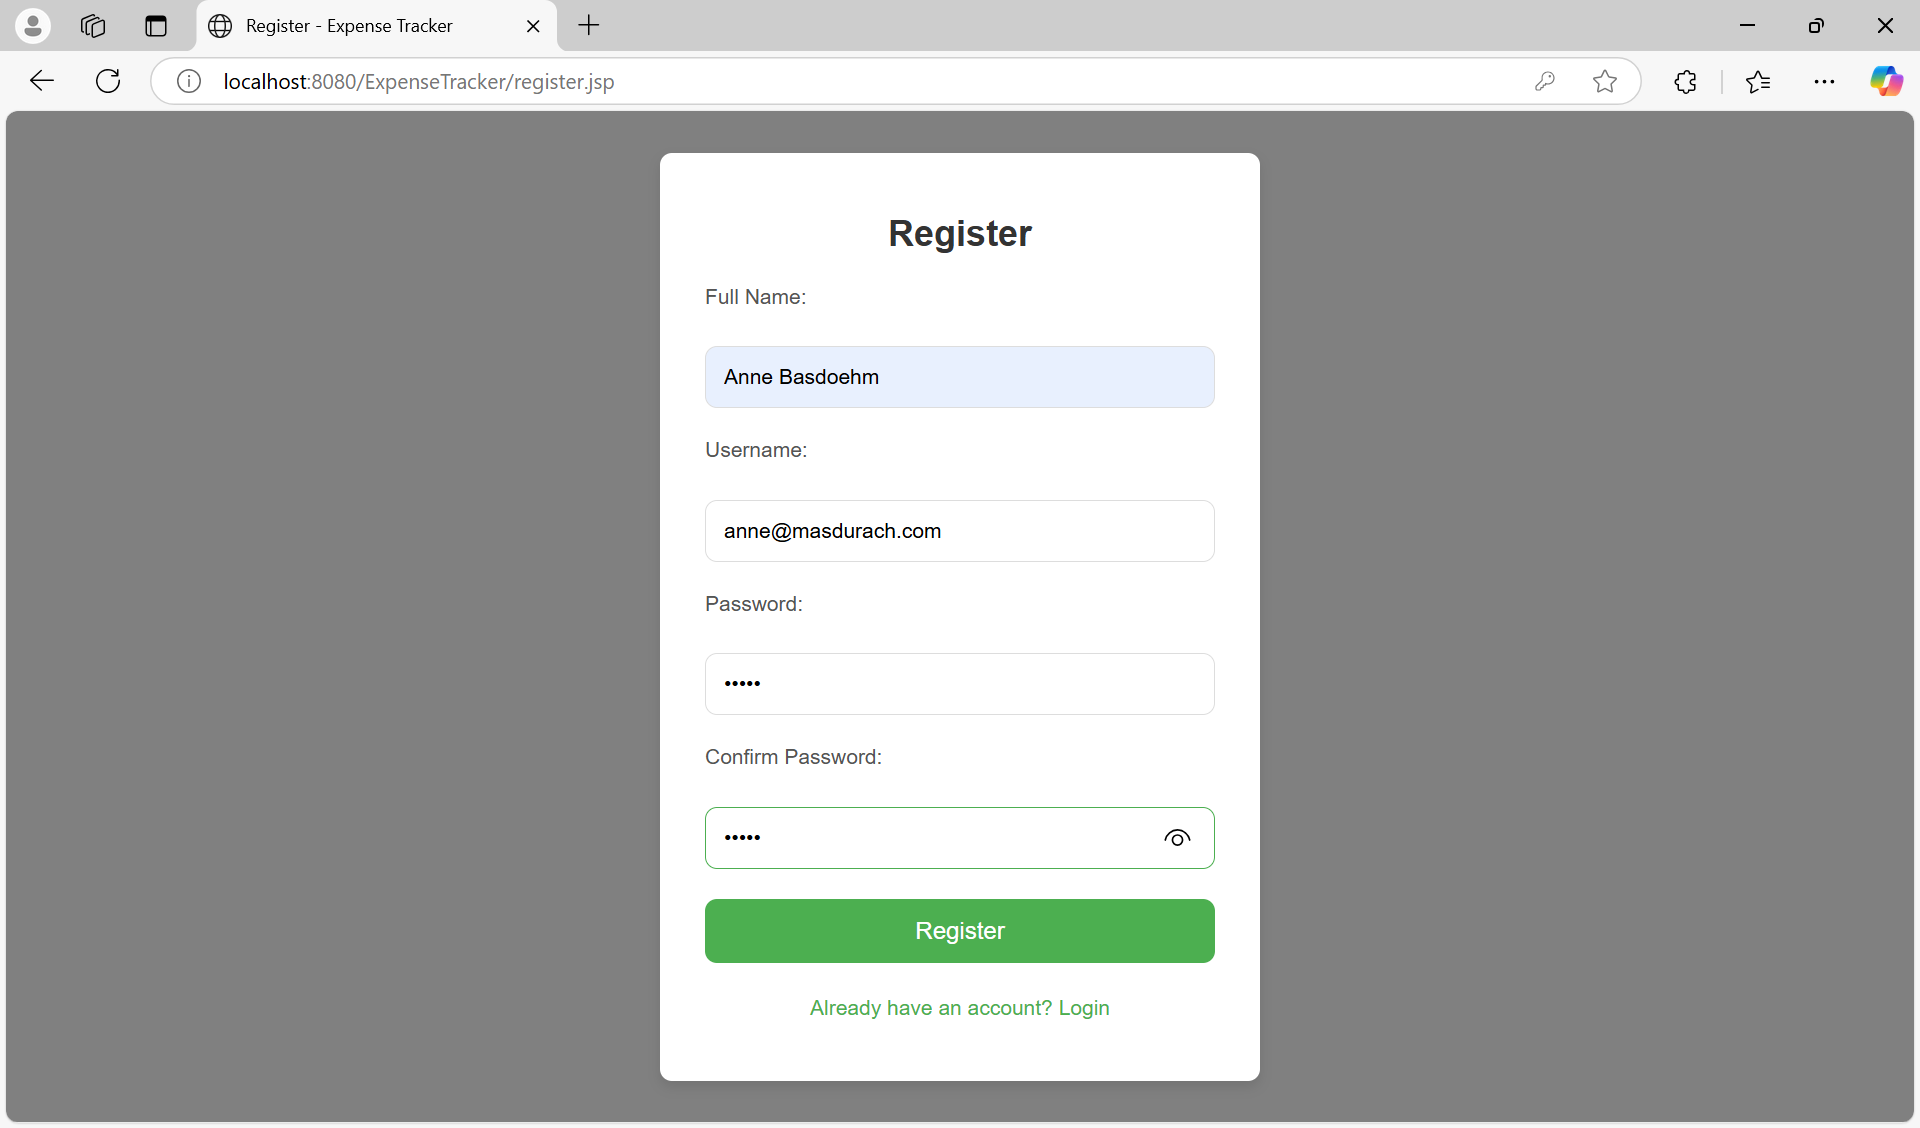 Register - Expense Tracker
localhost:8080/ExpenseTracker/register.jsp
Register
Full Name:
Anne Basdoehm
Username:
anne@masdurach.com
Password:
•••••
Confirm Password:
•••••
Register
Already have an account? Login